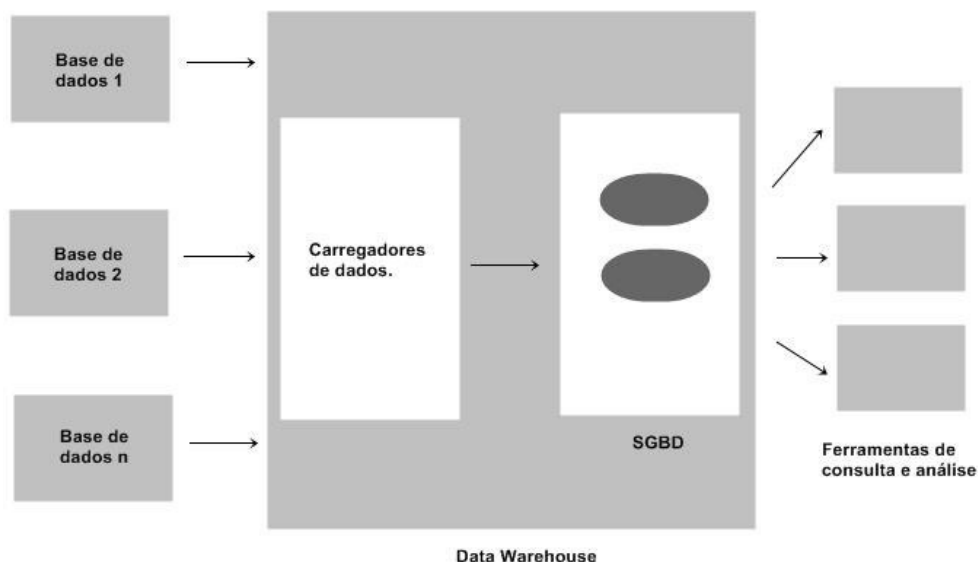 Base de
dados 1
Base de
dados 2
Base de
dados n
Carregadores
de dados.
SGBD
Ferramentas de
consulta e análise
Data Warehouse